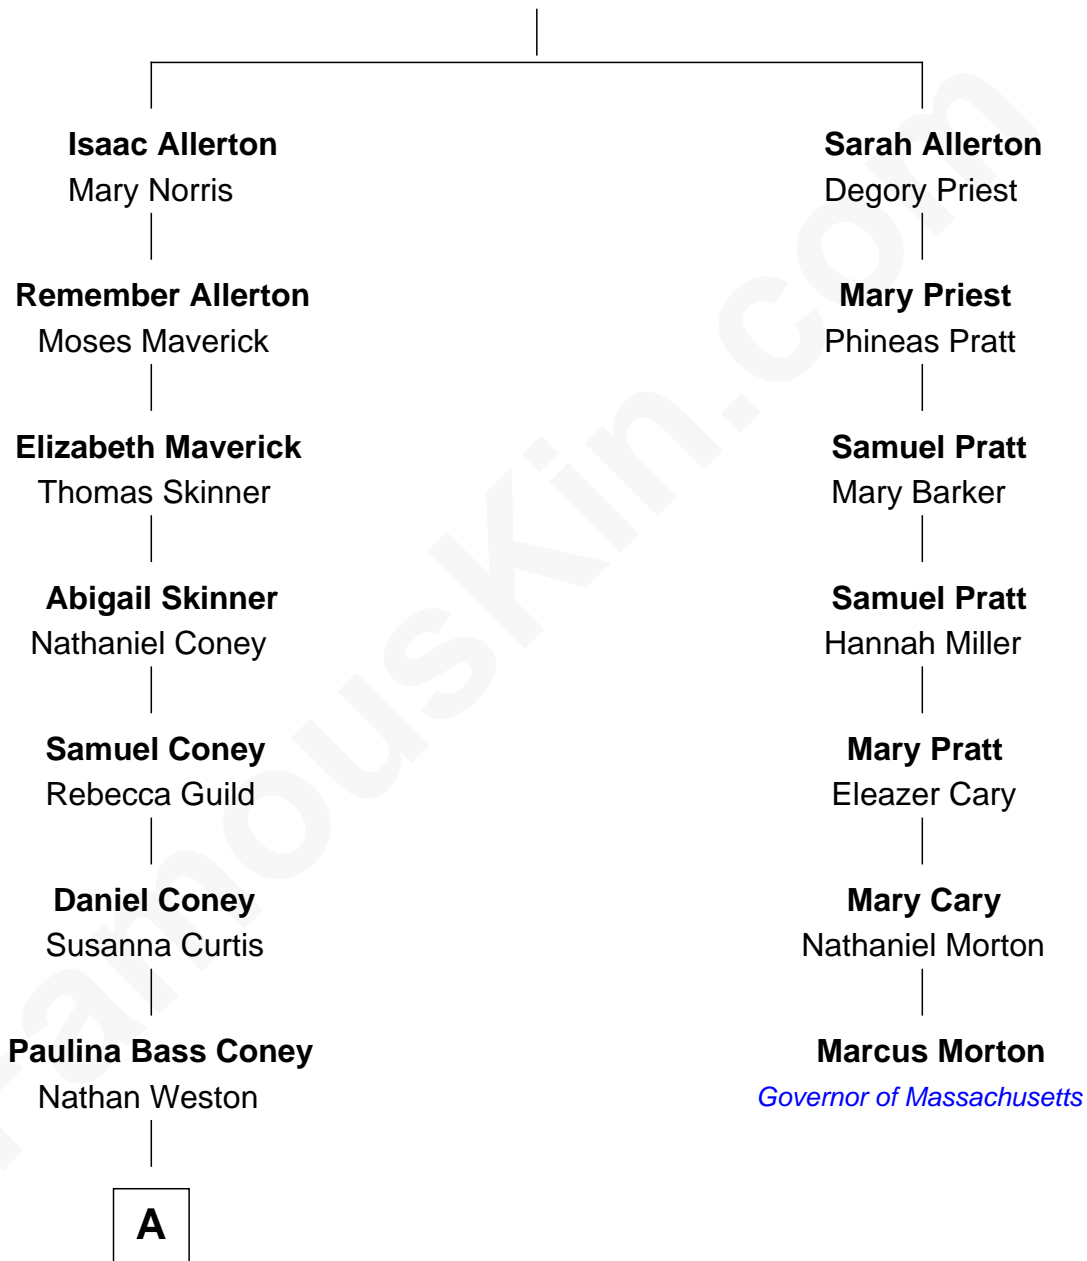 Isaac Allerton
Mary Norris
Sarah Allerton
Degory Priest
Remember Allerton
Moses Maverick
Mary Priest
Phineas Pratt
Elizabeth Maverick
Thomas Skinner
Samuel Pratt
Mary Barker
Abigail Skinner
Nathaniel Coney
Samuel Pratt
Hannah Miller
Samuel Coney
Rebecca Guild
Mary Pratt
Eleazer Cary
Daniel Coney
Susanna Curtis
Mary Cary
Nathaniel Morton
Paulina Bass Coney
Nathan Weston
Marcus Morton
Governor of Massachusetts
A
FamousKin.com